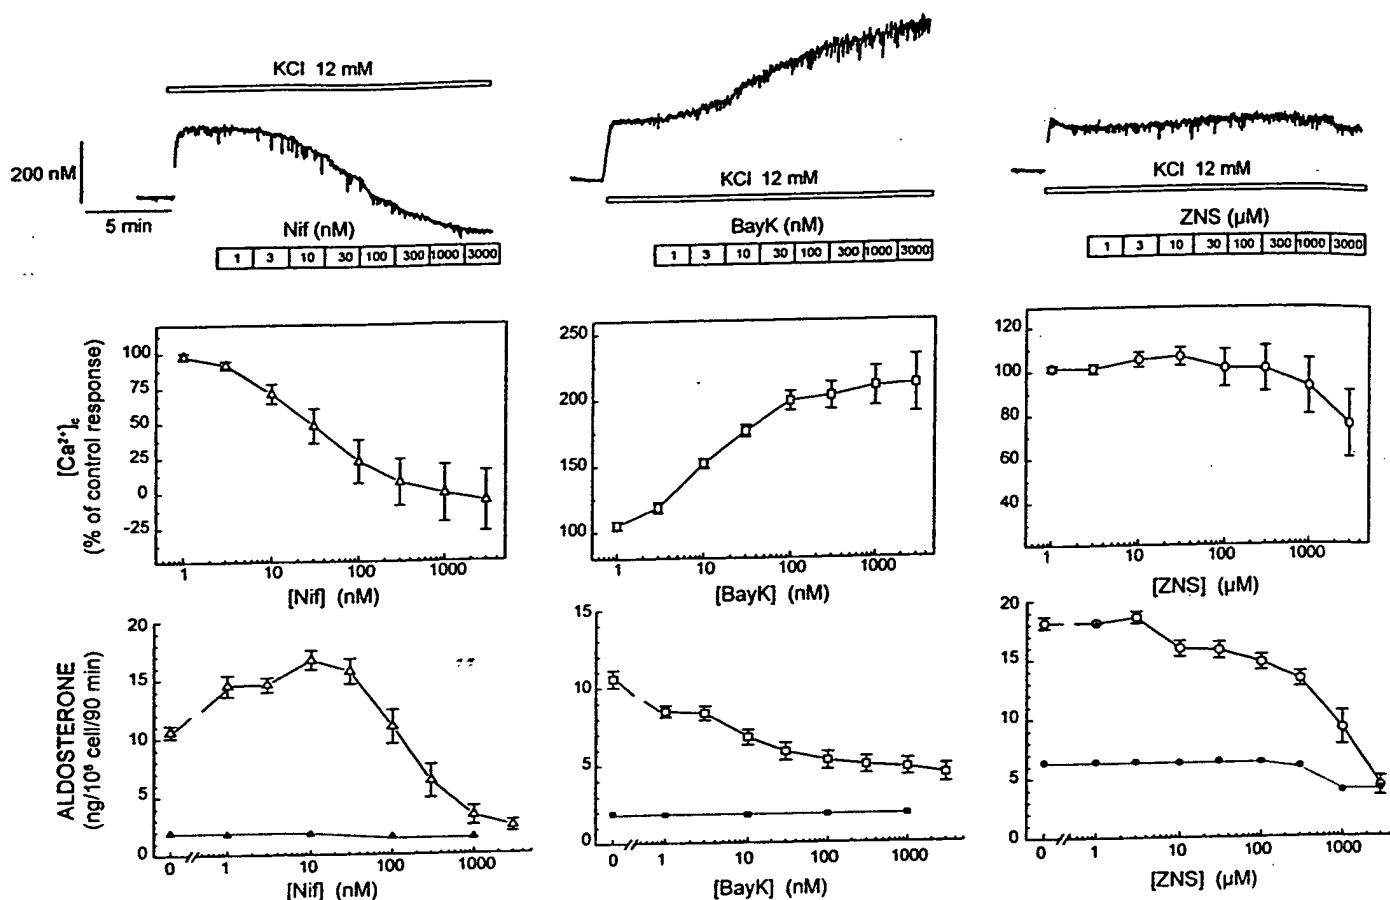 KCl 12 mM
200 nM
5 min
Nif (nM)
1 3 10 30 100 300 1000 3000
KCl 12 mM
BayK (nM)
1 3 10 30 100 300 1000 3000
KCl 12 mM
ZNS (µM)
1 3 10 30 100 300 1000 3000
[Ca²⁺]c
(% of control response)
100
75
50
25
0
-25
1 10 100 1000
[Nif] (nM)
250
200
150
100
1 10 100 1000
[BayK] (nM)
120
100
80
60
40
1 10 100 1000
[ZNS] (µM)
ALDOSTERONE
(ng/10⁶ cell/90 min)
20
15
10
5
0
0 1 10 100 1000
[Nif] (nM)
15
10
5
0
0 1 10 100 1000
[BayK] (nM)
20
15
10
5
0
0 1 10 100 1000
[ZNS] (µM)